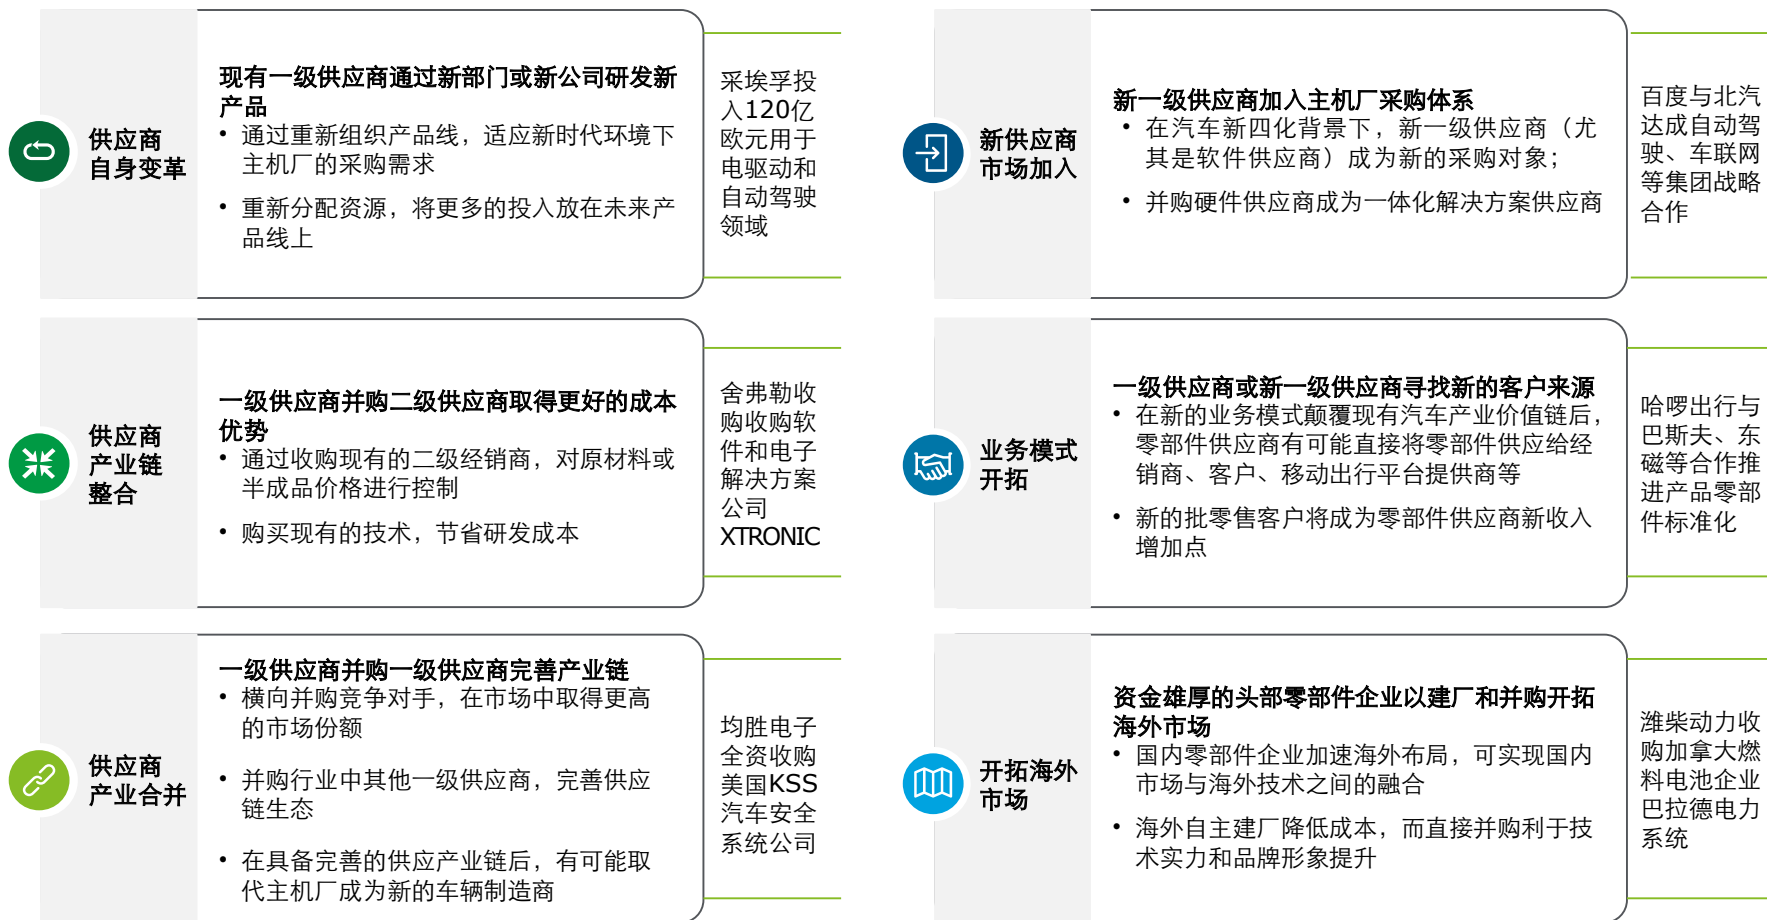 供应商
自身变革
现有一级供应商通过新部门或新公司研发新
产品
• 通过重新组织产品线，适应新时代环境下
主机厂的采购需求
• 重新分配资源，将更多的投入放在未来产
品线上
采埃孚投
入120亿
欧元用于
电驱动和
自动驾驶
领域
新供应商
市场加入
新一级供应商加入主机厂采购体系
• 在汽车新四化背景下，新一级供应商（尤
其是软件供应商）成为新的采购对象；
• 并购硬件供应商成为一体化解决方案供应商
百度与北汽
达成自动驾
驶、车联网
等集团战略
合作
供应商
产业链
整合
一级供应商并购二级供应商取得更好的成本
优势
• 通过收购现有的二级经销商，对原材料或
半成品价格进行控制
• 购买现有的技术，节省研发成本
舍弗勒收
购收购软
件和电子
解决方案
公司
XTRONIC
业务模式
开拓
一级供应商或新一级供应商寻找新的客户来源
• 在新的业务模式颠覆现有汽车产业价值链后，
零部件供应商有可能直接将零部件供应给经
销商、客户、移动出行平台提供商等
• 新的批零售客户将成为零部件供应商新收入
增加点
哈啰出行与
巴斯夫、东
磁等合作推
进产品零部
件标准化
供应商
产业合并
一级供应商并购一级供应商完善产业链
• 横向并购竞争对手，在市场中取得更高
的市场份额
• 并购行业中其他一级供应商，完善供应
链生态
• 在具备完善的供应产业链后，有可能取
代主机厂成为新的车辆制造商
均胜电子
全资收购
美国KSS
汽车安全
系统公司
开拓海外
市场
资金雄厚的头部零部件企业以建厂和并购开拓
海外市场
• 国内零部件企业加速海外布局，可实现国内
市场与海外技术之间的融合
• 海外自主建厂降低成本，而直接并购利于技
术实力和品牌形象提升
潍柴动力收
购加拿大燃
料电池企业
巴拉德电力
系统